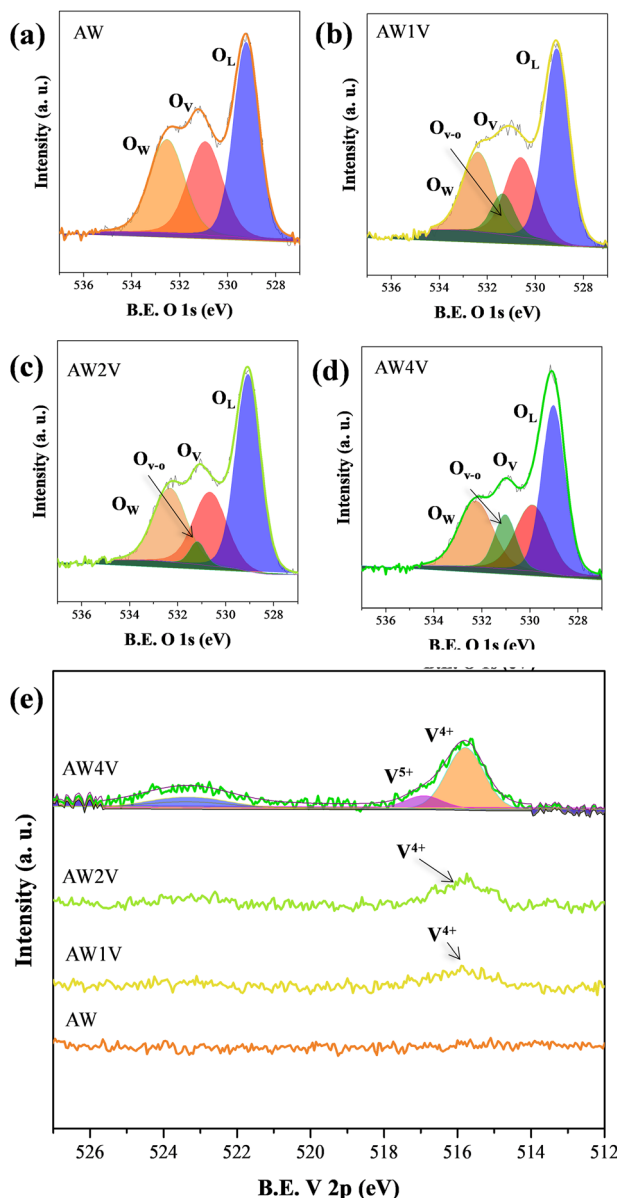 (a) AW
O_L
O_V
O_W
Intensity (a. u.)
536 534 532 530 528
B.E. O 1s (eV)
(b) AW1V
O_L
O_V
O_v-o
O_W
Intensity (a. u.)
536 534 532 530 528
B.E. O 1s (eV)
(c) AW2V
O_L
O_V
O_v-o
O_W
Intensity (a. u.)
536 534 532 530 528
B.E. O 1s (eV)
(d) AW4V
O_L
O_V
O_v-o
O_W
Intensity (a. u.)
536 534 532 530 528
B.E. O 1s (eV)
(e)
V⁴⁺
AW4V
V⁵⁺
V⁴⁺
AW2V
V⁴⁺
AW1V
AW
Intensity (a. u.)
526 524 522 520 518 516 514 512
B.E. V 2p (eV)